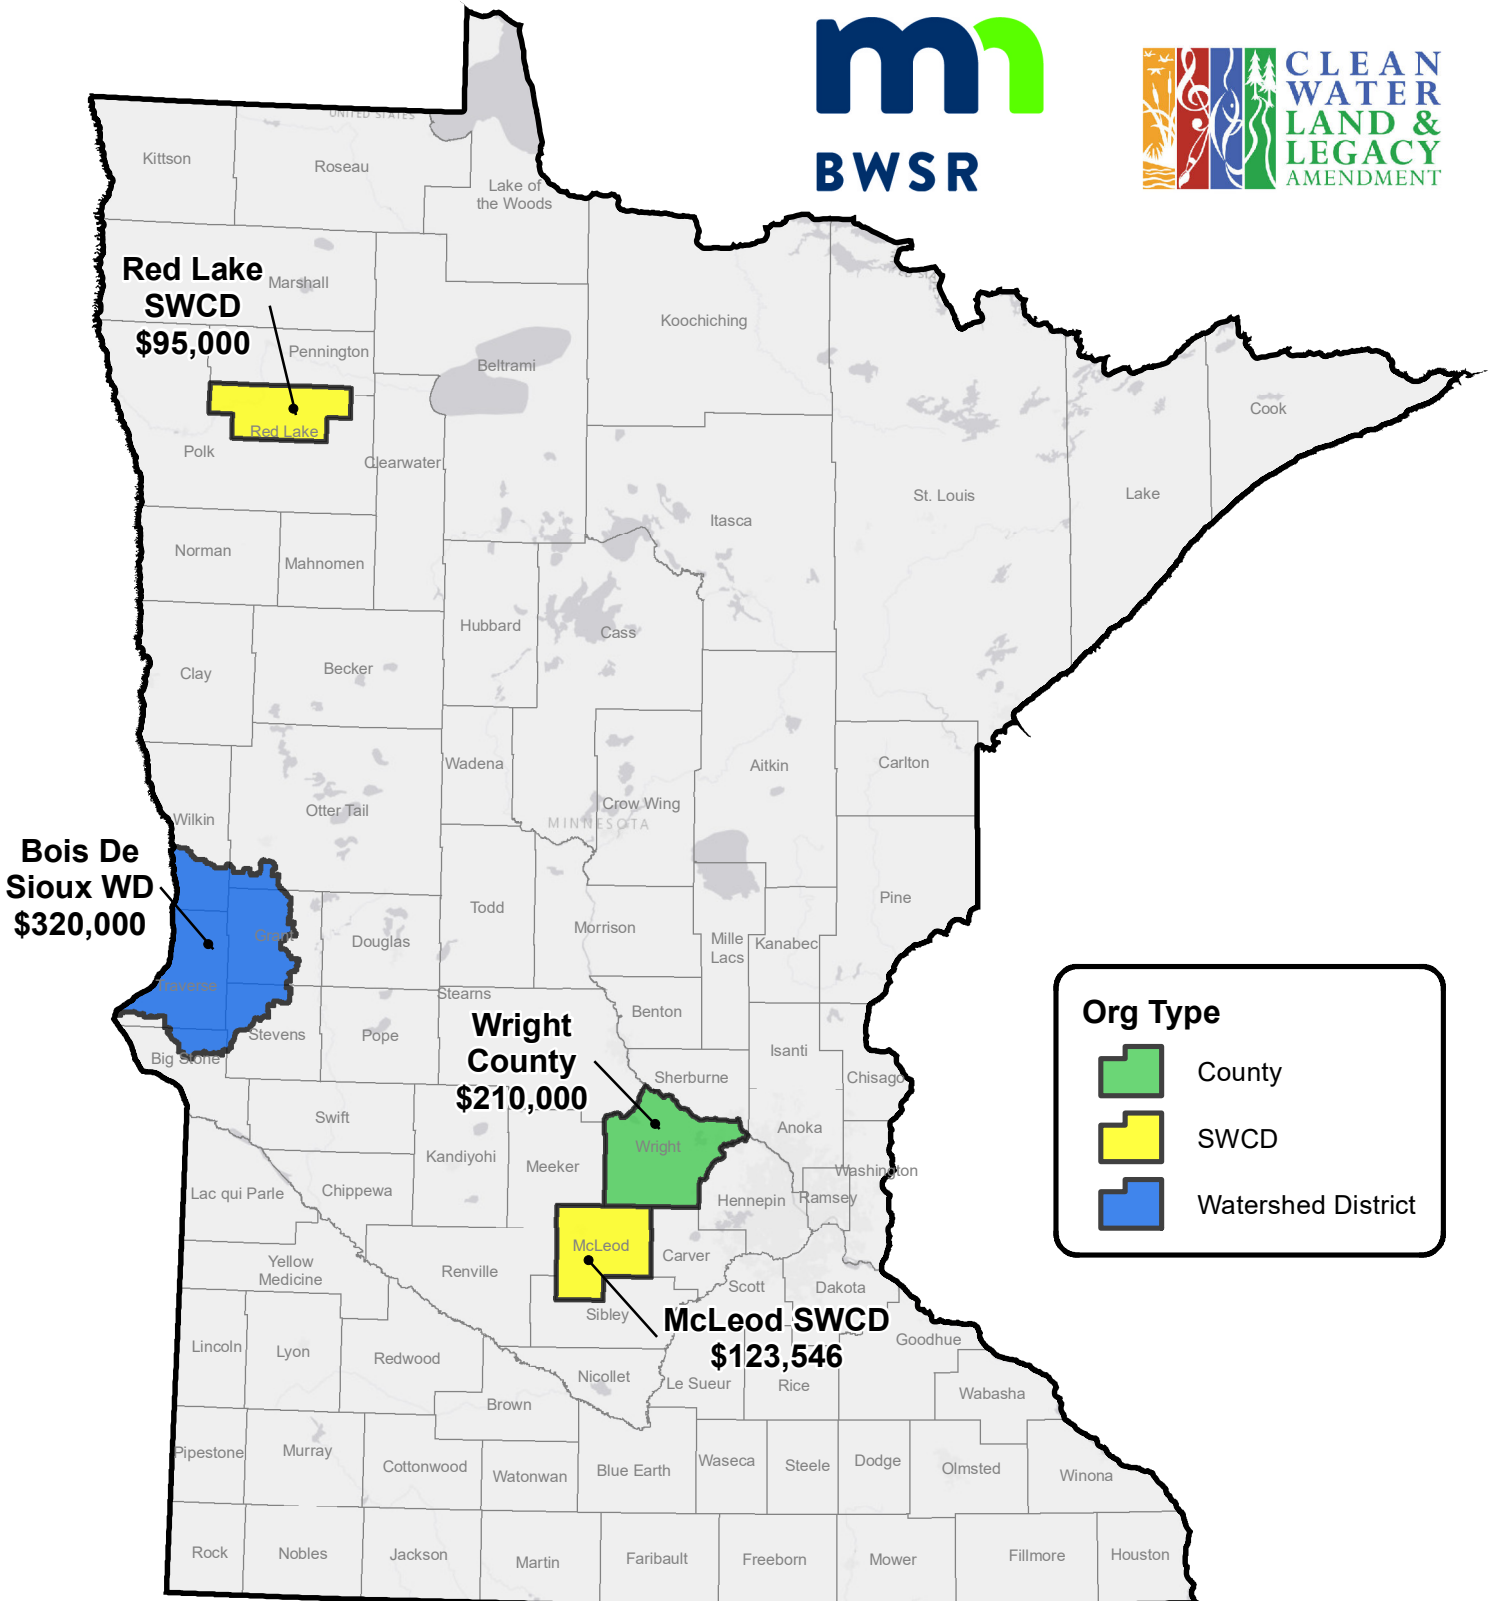 BWSR
CLEAN
WATER
LAND &
LEGACY
AMENDMENT
UNITED STATES
Kittson
Roseau
Lake of
the Woods
Red Lake
SWCD
$95,000
Marshall
Koochiching
Pennington
Beltrami
Cook
Red Lake
Polk
Clearwater
St. Louis
Lake
Itasca
Norman
Mahnomen
Hubbard
Cass
Clay
Becker
Wadena
Aitkin
Carlton
Otter Tail
Crow Wing
MINNESOTA
Wilkin
Bois De
Sioux WD
$320,000
Pine
Todd
Morrison
Grant
Douglas
Mille
Lacs
Kanabec
Traverse
Stearns
Benton
Stevens
Pope
Wright
County
$210,000
Big Stone
Isanti
Sherburne
Chisago
Swift
Anoka
Wright
Kandiyohi
Meeker
Washington
Lac qui Parle
Chippewa
Hennepin
Ramsey
McLeod
Carver
Yellow
Medicine
Renville
Scott
Dakota
Sibley
McLeod SWCD
$123,546
Goodhue
Lincoln
Lyon
Redwood
Nicollet
Le Sueur
Rice
Wabasha
Brown
Pipestone
Murray
Cottonwood
Watonwan
Blue Earth
Waseca
Steele
Dodge
Olmsted
Winona
Rock
Nobles
Jackson
Martin
Faribault
Freeborn
Mower
Fillmore
Houston
Org Type
County
SWCD
Watershed District